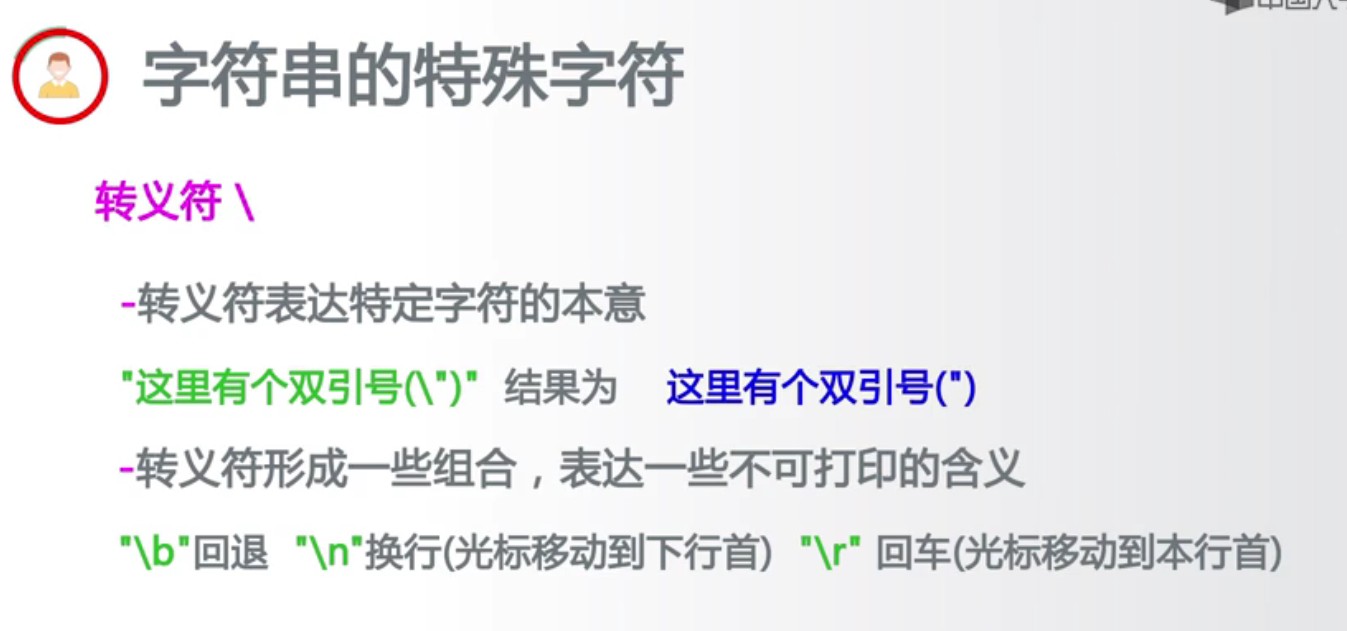 字符串的特殊字符
转义符 \
-转义符表达特定字符的本意
"这里有个双引号(\")" 结果为 这里有个双引号(")
-转义符形成一些组合，表达一些不可打印的含义
"\b"回退 "\n"换行(光标移动到下行首) "\r" 回车(光标移动到本行首)